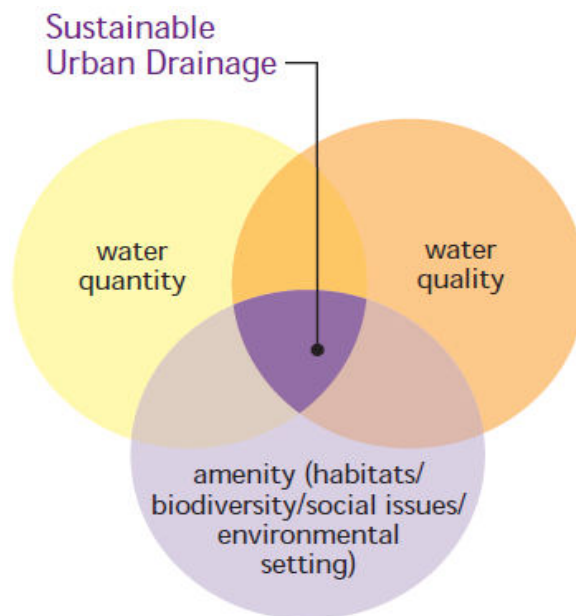 Sustainable
Urban Drainage
water
quantity
water
quality
amenity (habitats/
biodiversity/social issues/
environmental
setting)